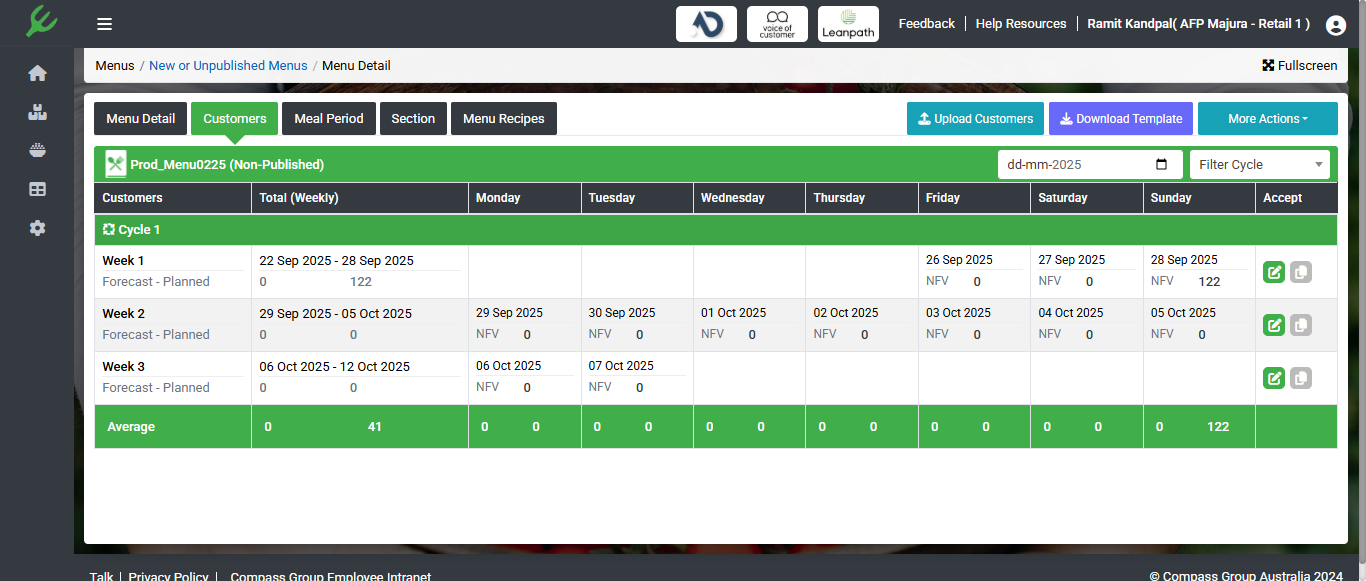 voice of
customer
Leanpath
Feedback | Help Resources | Ramit Kandpal( AFP Majura - Retail 1 )
Menus / New or Unpublished Menus / Menu Detail
Fullscreen
Menu Detail Customers Meal Period Section Menu Recipes
Upload Customers Download Template More Actions
Prod_Menu0225 (Non-Published) dd-mm-2025 Filter Cycle
Customers Total (Weekly) Monday Tuesday Wednesday Thursday Friday Saturday Sunday Accept
Cycle 1
Week 1 22 Sep 2025 - 28 Sep 2025 26 Sep 2025 27 Sep 2025 28 Sep 2025
Forecast - Planned 0 122 NFV 0 NFV 0 NFV 122
Week 2 29 Sep 2025 - 05 Oct 2025 29 Sep 2025 30 Sep 2025 01 Oct 2025 02 Oct 2025 03 Oct 2025 04 Oct 2025 05 Oct 2025
Forecast - Planned 0 0 NFV 0 NFV 0 NFV 0 NFV 0 NFV 0 NFV 0 NFV 0
Week 3 06 Oct 2025 - 12 Oct 2025 06 Oct 2025 07 Oct 2025
Forecast - Planned 0 0 NFV 0 NFV 0
Average 0 41 0 0 0 0 0 0 0 0 0 0 0 0 0 122
Talk | Privacy Policy | Compass Group Employee Intranet
© Compass Group Australia 2024